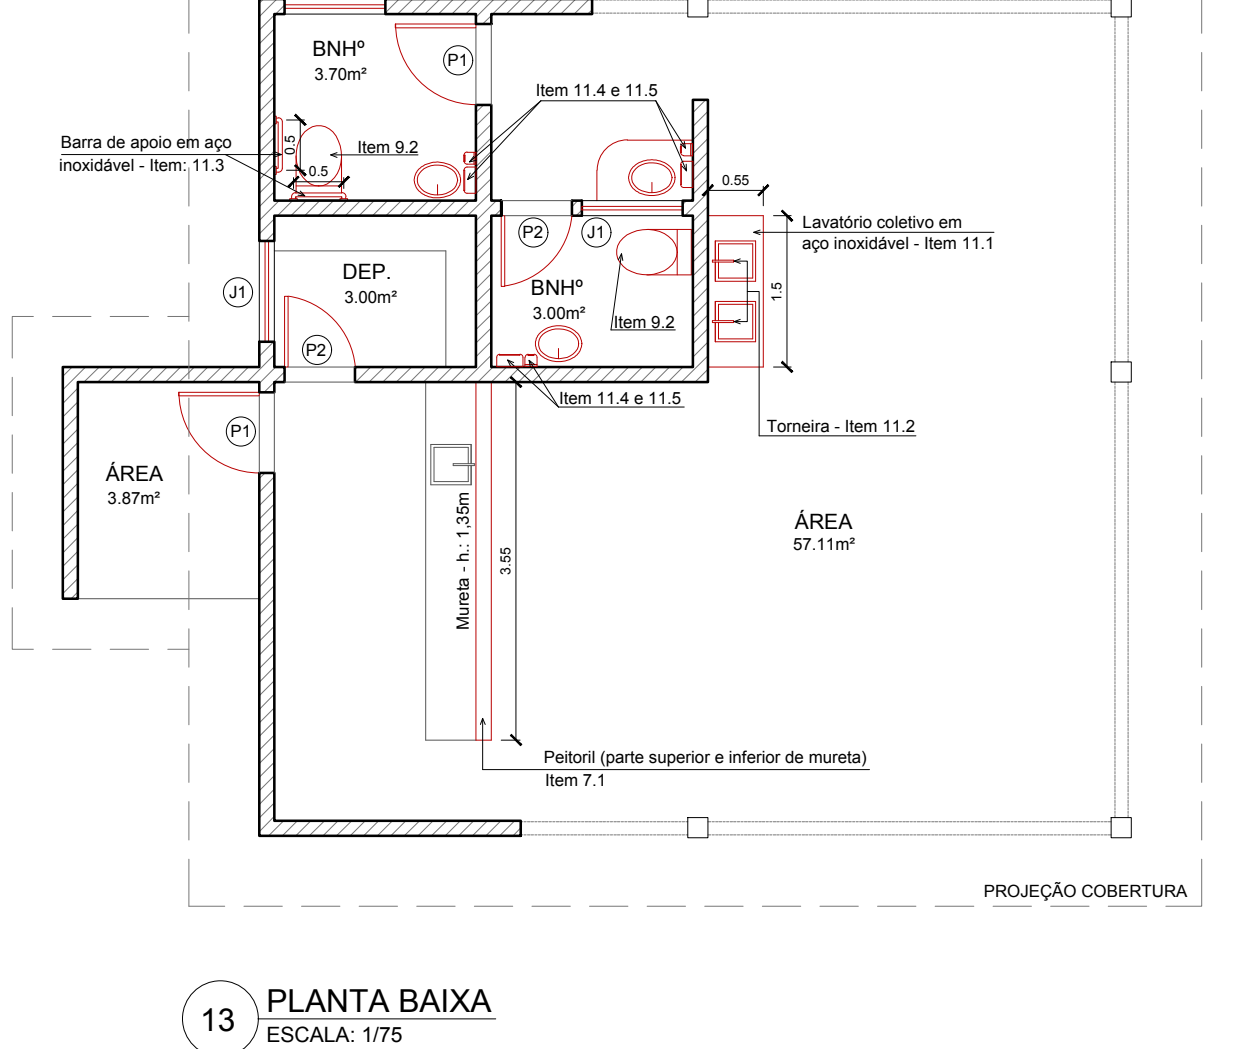 BNHº
3.70m²
P1
Item 11.4 e 11.5
Barra de apoio em aço
inoxidável - Item: 11.3
0.5
0.5
Item 9.2
0.55
Lavatório coletivo em
aço inoxidável - Item 11.1
P2
J1
DEP.
3.00m²
J1
BNHº
3.00m²
Item 9.2
1.5
P2
Item 11.4 e 11.5
Torneira - Item 11.2
P1
ÁREA
3.87m²
Mureta - h.: 1,35m
3.55
ÁREA
57.11m²
Peitoril (parte superior e inferior de mureta)
Item 7.1
PROJEÇÃO COBERTURA
13
PLANTA BAIXA
ESCALA: 1/75